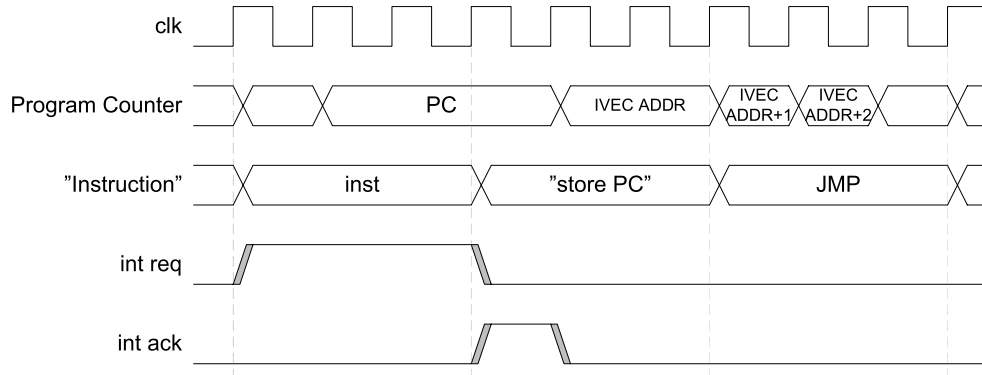 clk
Program Counter
PC
IVEC ADDR
IVEC
ADDR+1
IVEC
ADDR+2
”Instruction”
inst
”store PC”
JMP
int req
int ack